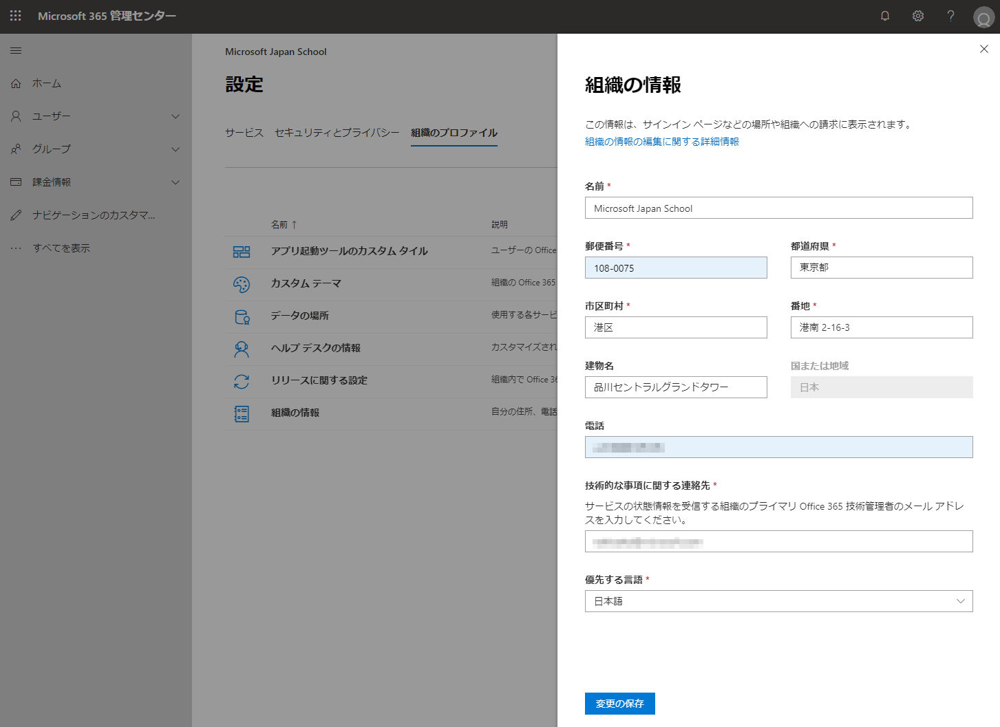 Microsoft 365 管理センター
ホーム
ユーザー
グループ
課金情報
ナビゲーションのカスタマ...
すべてを表示
Microsoft Japan School
設定
サービス セキュリティとプライバシー 組織のプロファイル
名前 ↑ 説明
アプリ起動ツールのカスタム タイル ユーザーの Office
カスタム テーマ 組織の Office 365
データの場所 使用する各サービ
ヘルプ デスクの情報 カスタマイズされ
リリースに関する設定 組織内で Office 36
組織の情報 自分の住所、電話
組織の情報
この情報は、サインイン ページなどの場所や組織への請求に表示されます。
組織の情報の編集に関する詳細情報
名前 *
Microsoft Japan School
郵便番号 * 都道府県 *
108-0075 東京都
市区町村 * 番地 *
港区 港南 2-16-3
建物名 国または地域
品川セントラルグランドタワー 日本
電話
技術的な事項に関する連絡先 *
サービスの状態情報を受信する組織のプライマリ Office 365 技術管理者のメール アドレ
スを入力してください。
優先する言語 *
日本語
変更の保存